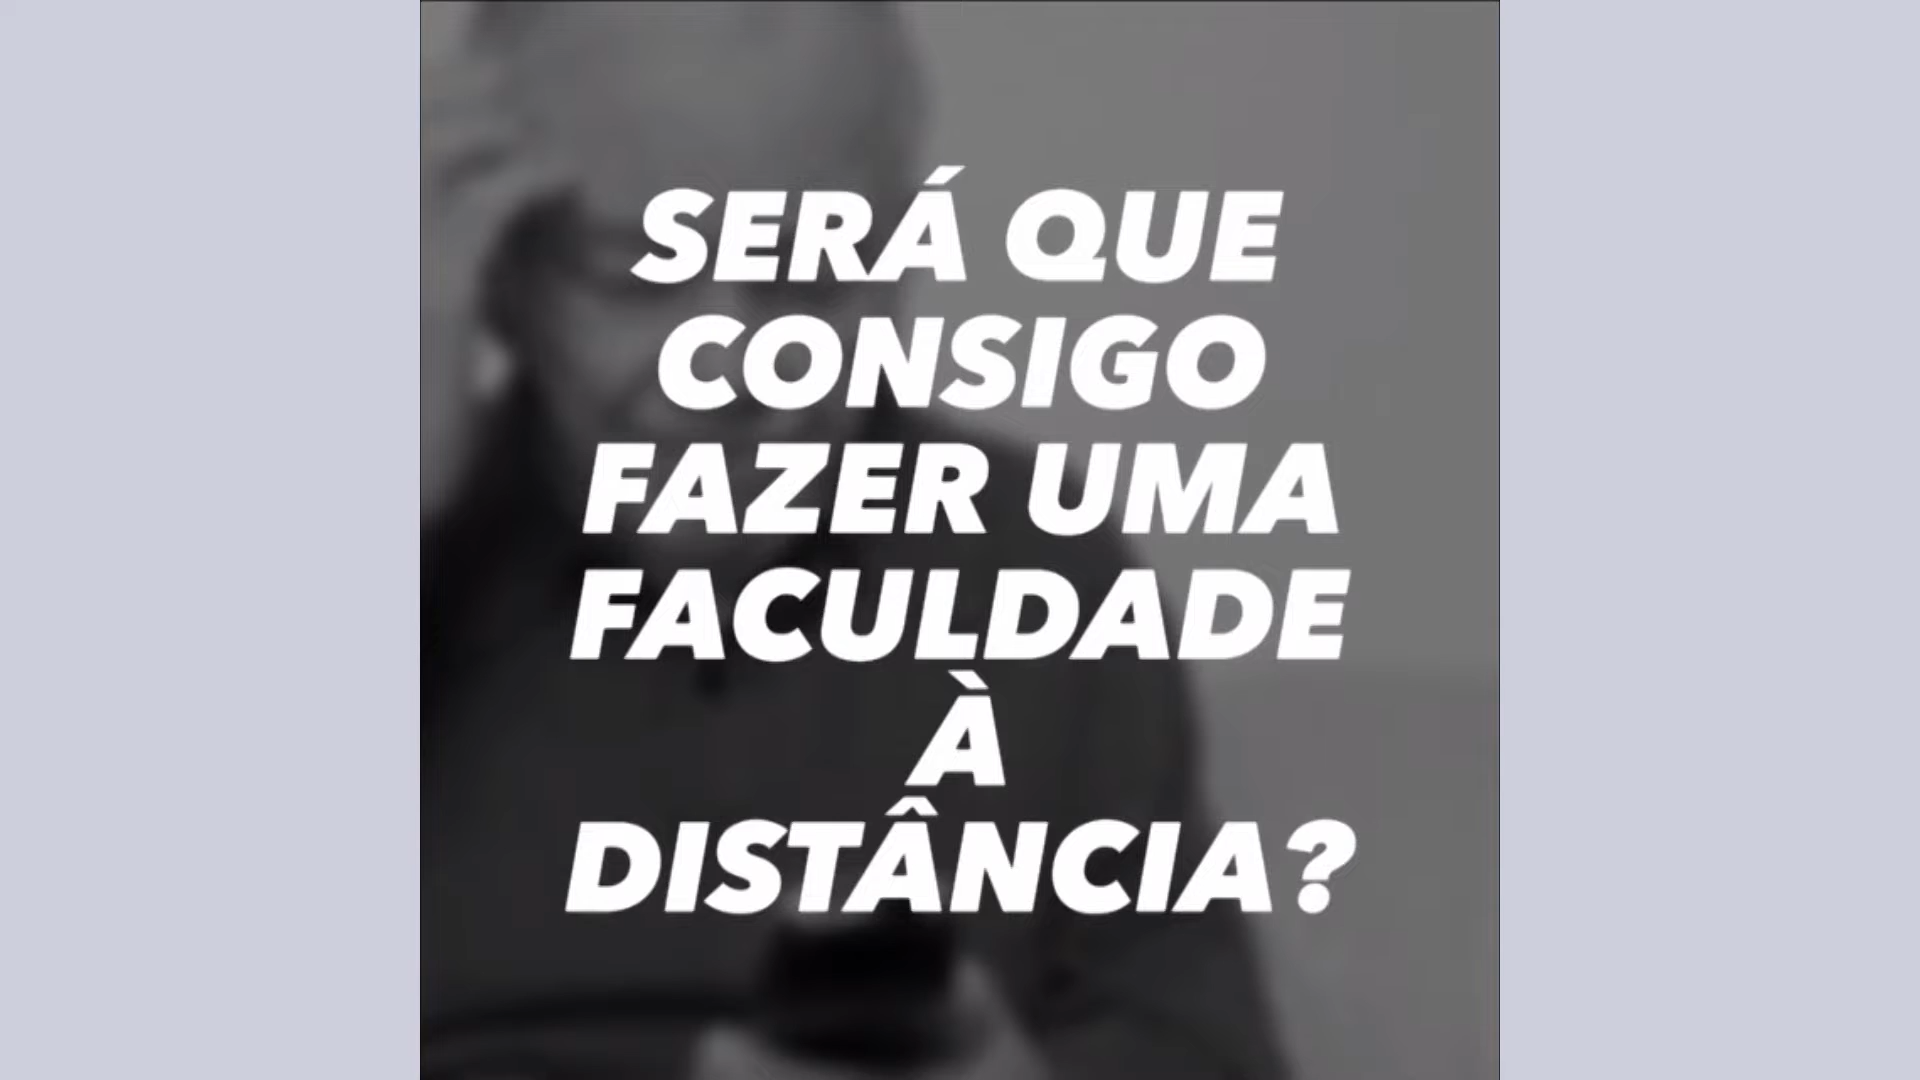 SERÁ QUE
CONSIGO
FAZER UMA
FACULDADE
À
DISTÂNCIA?